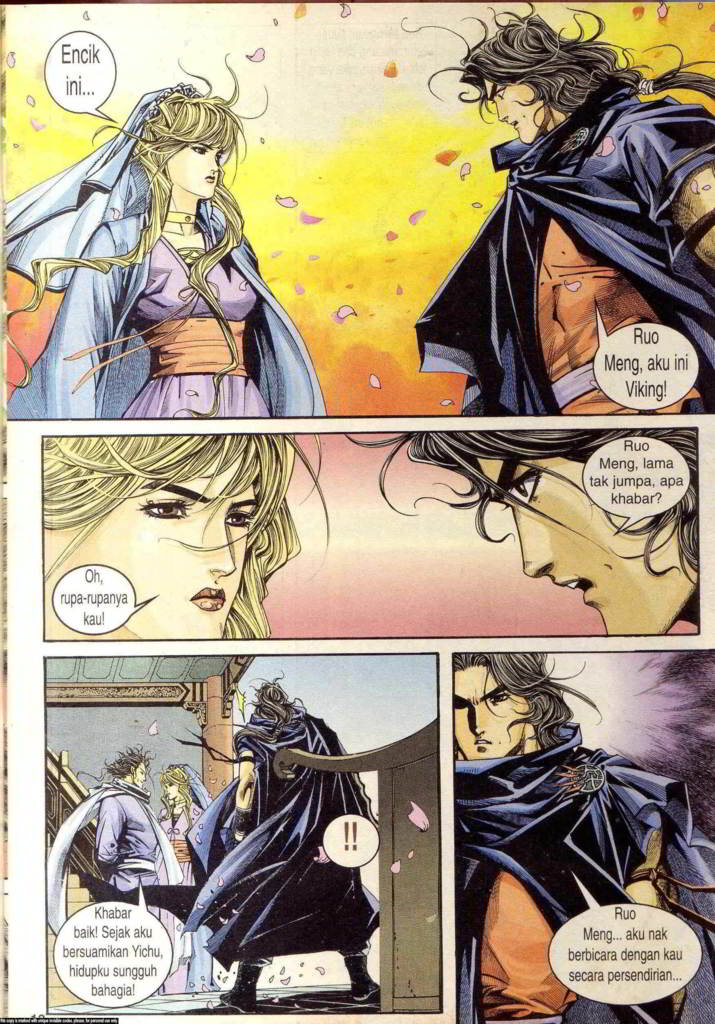 Encik
ini...
Ruo
Meng, aku ini
Viking!
Ruo
Meng, lama
tak jumpa, apa
khabar?
Oh,
rupa-rupanya
kau!
!!
Khabar
baik! Sejak aku
bersuamikan Yichu,
hidupku sungguh
bahagia!
Ruo
Meng... aku nak
berbicara dengan kau
secara persendirian...